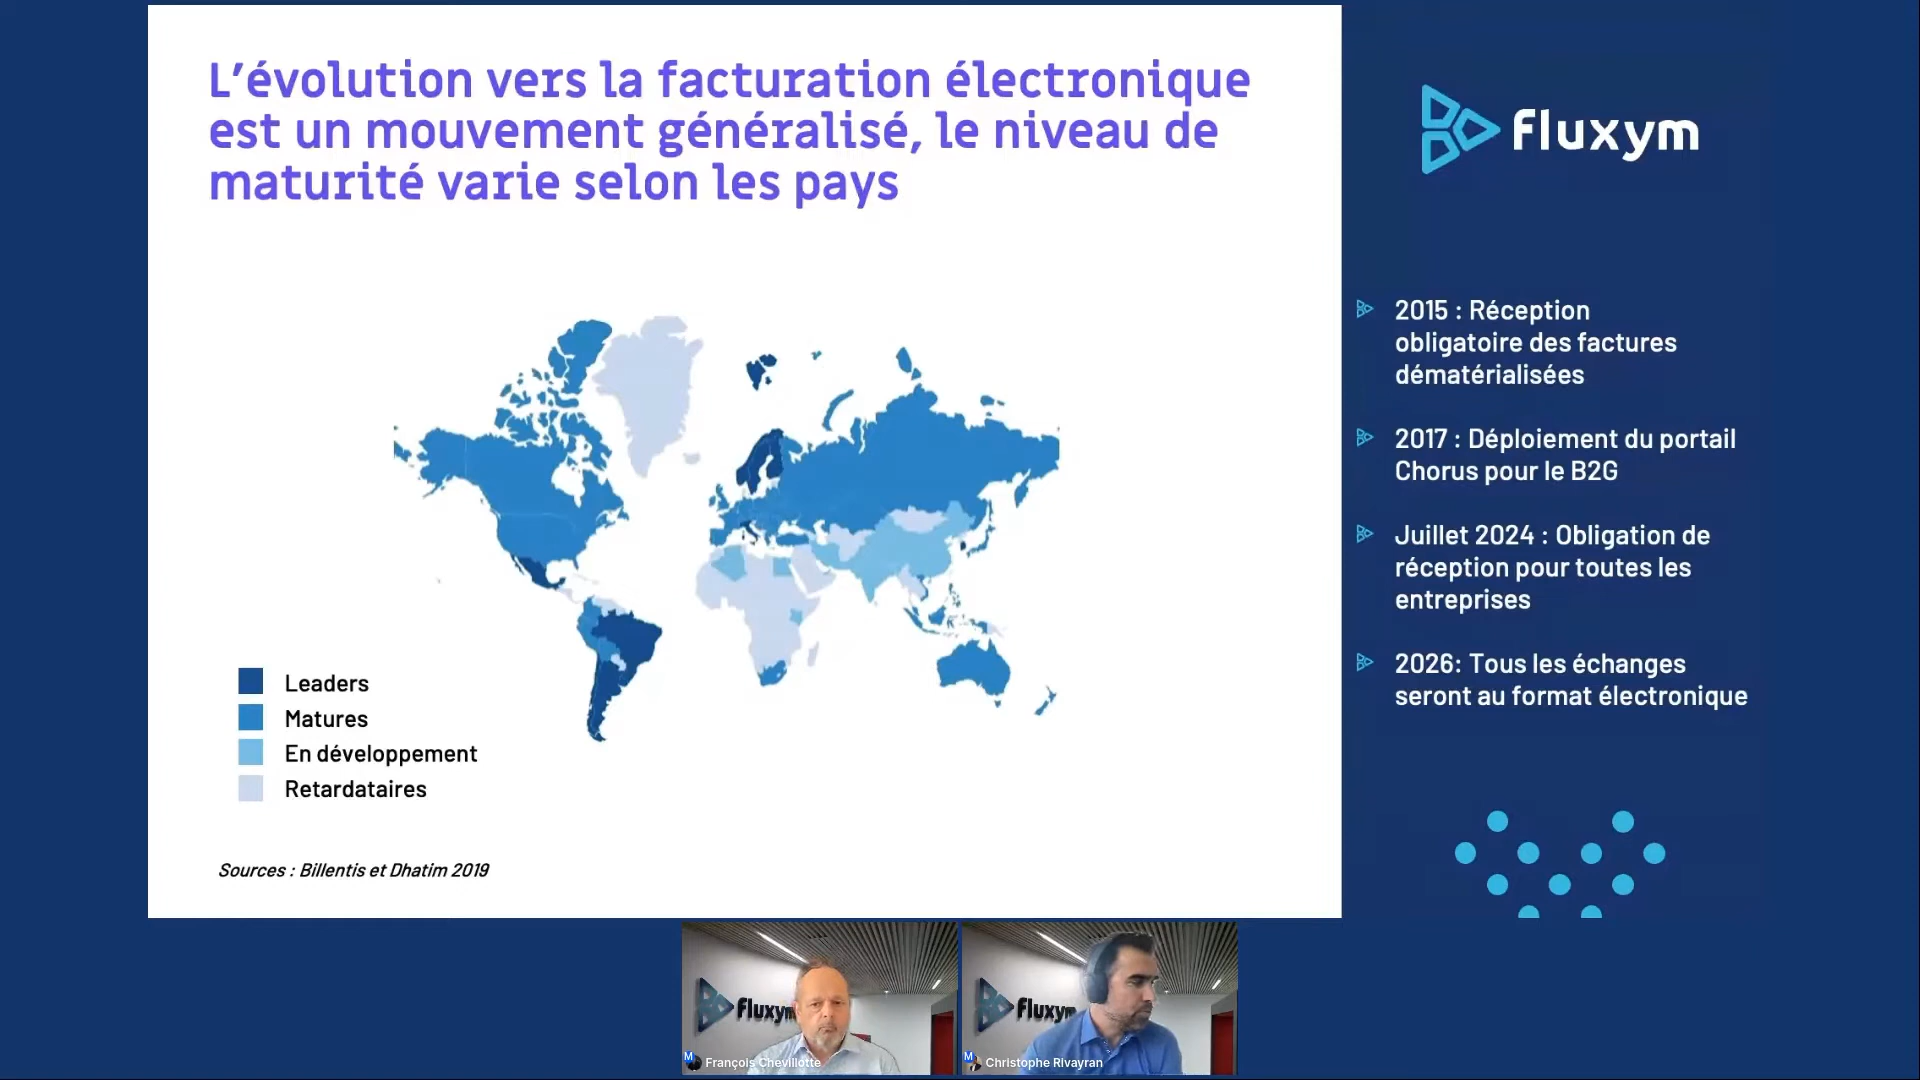 L'évolution vers la facturation électronique
est un mouvement généralisé, le niveau de
maturité varie selon les pays
Leaders
Matures
En développement
Retardataires
Sources : Billentis et Dhatim 2019
fluxym
2015 : Réception
obligatoire des factures
dématérialisées
2017 : Déploiement du portail
Chorus pour le B2G
Juillet 2024 : Obligation de
réception pour toutes les
entreprises
2026: Tous les échanges
seront au format électronique
fluxym
M
François Chevillotte
fluxym
M
Christophe Rivayran